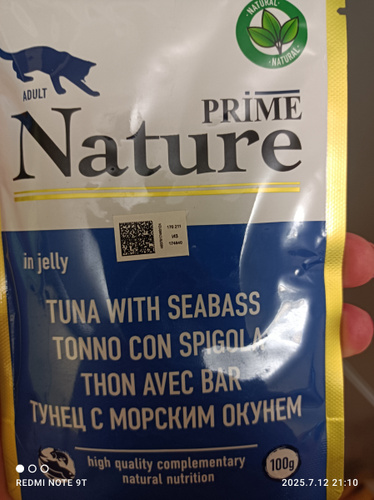 NATURAL
NATURAL
ADULT
PRIME
Nature
in jelly
TUNA WITH SEABASS
TONNO CON SPIGOLA
THON AVEC BAR
ТУНЕЦ С МОРСКИМ ОКУНЕМ
high quality complementary
natural nutrition
100g
REDMI NOTE 9T
2025.7.12 21:10